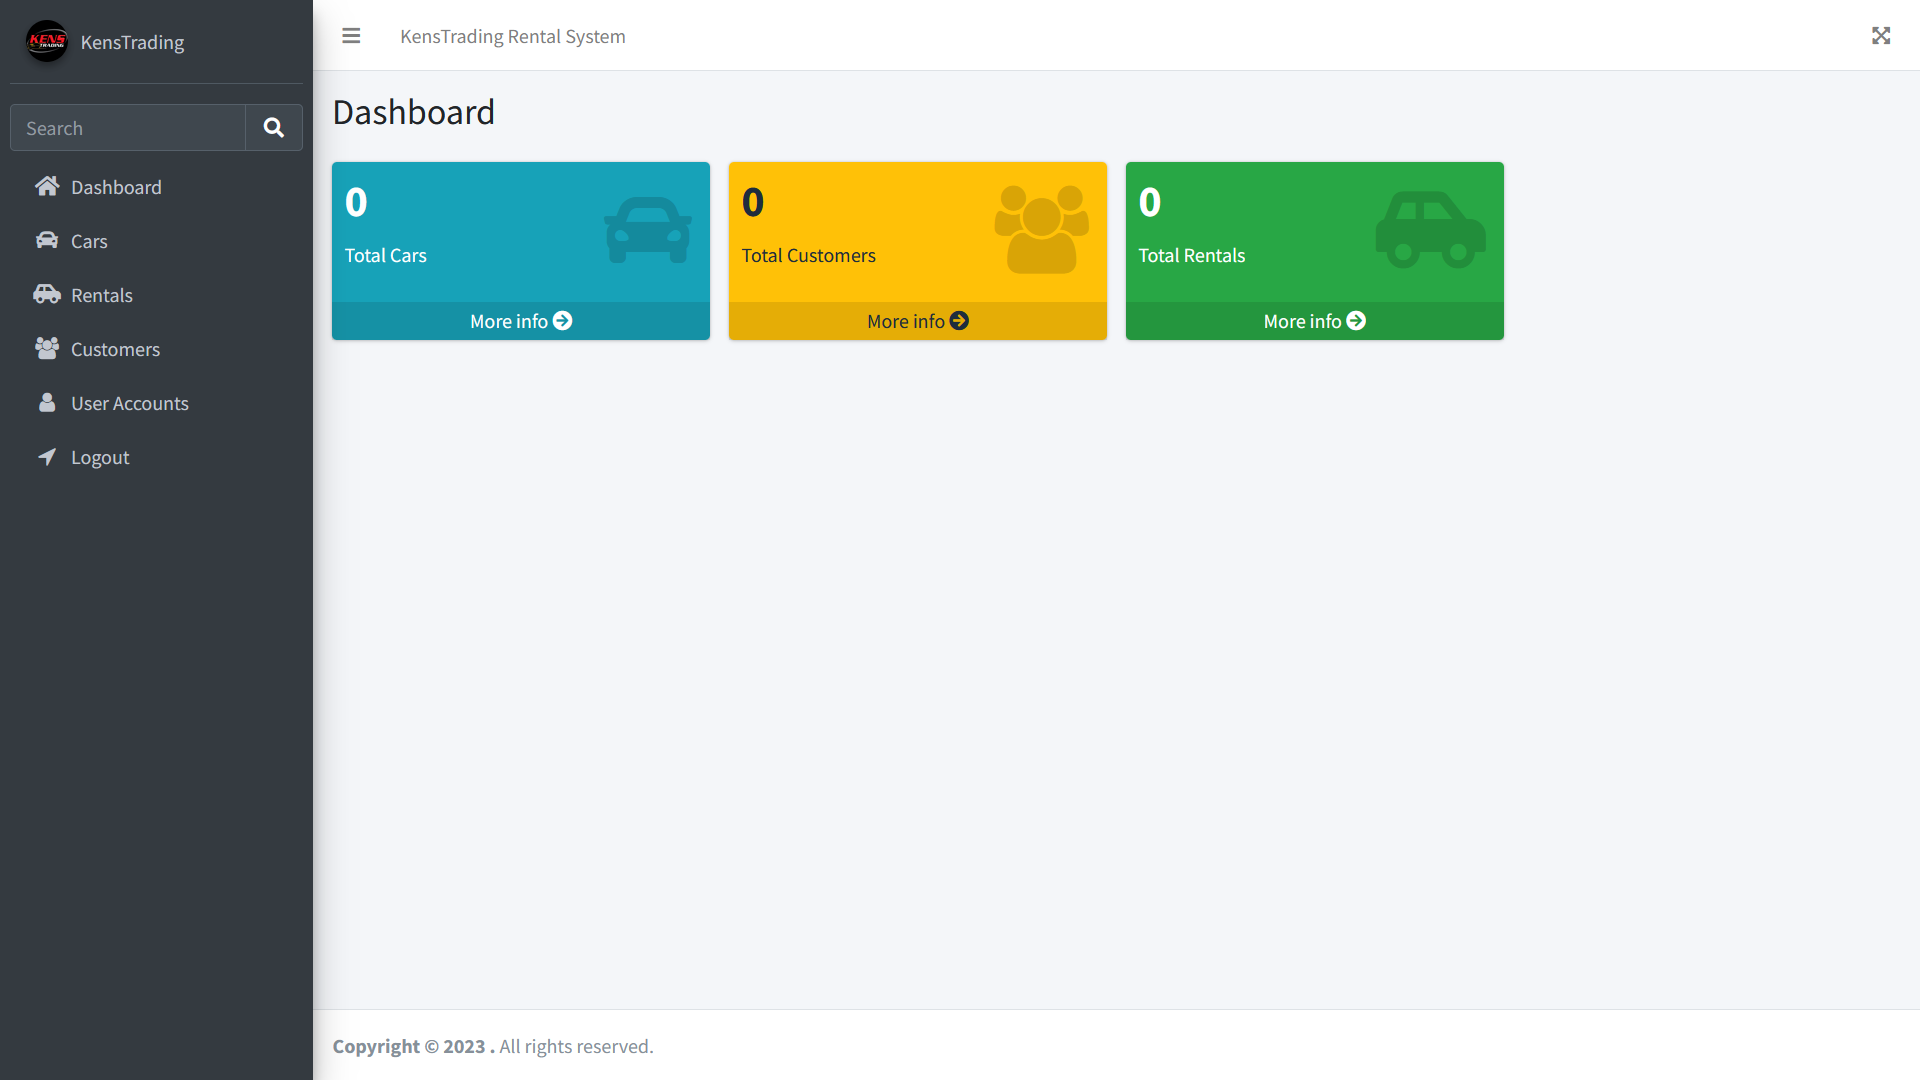 KENS
TRADING
KensTrading
KensTrading Rental System
Search
Dashboard
Cars
Rentals
Customers
User Accounts
Logout
Dashboard
0
Total Cars
More info
0
Total Customers
More info
0
Total Rentals
More info
Copyright © 2023 . All rights reserved.